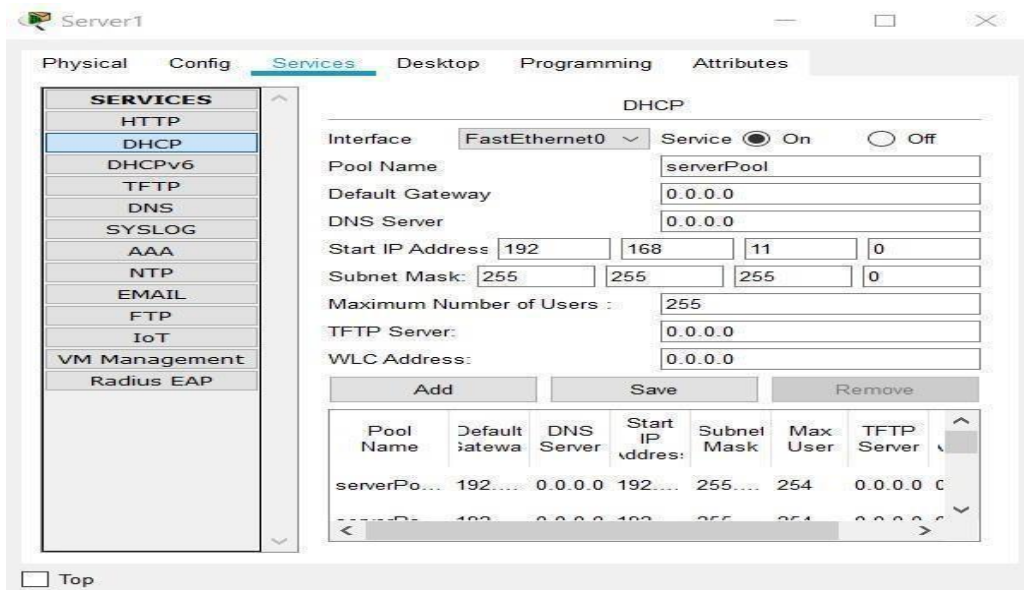 Server1
Physical Config Services Desktop Programming Attributes
SERVICES
HTTP
DHCP
DHCPv6
TFTP
DNS
SYSLOG
AAA
NTP
EMAIL
FTP
IoT
VM Management
Radius EAP
DHCP
Interface FastEthernet0 Service On Off
Pool Name serverPool
Default Gateway 0.0.0.0
DNS Server 0.0.0.0
Start IP Address 192 168 11 0
Subnet Mask: 255 255 255 0
Maximum Number of Users : 255
TFTP Server: 0.0.0.0
WLC Address: 0.0.0.0
Add Save Remove
Pool Default DNS Start Subnet Max TFTP
Name Server IP Mask User Server
serverPo... 192.... 0.0.0.0 192.... 255.... 254 0.0.0.0
Top